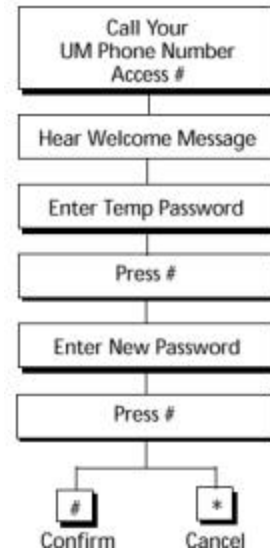 Call Your
UM Phone Number
Access #
Hear Welcome Message
Enter Temp Password
Press #
Enter New Password
Press #
# *
Confirm Cancel